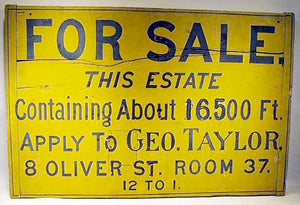 FOR SALE.
THIS ESTATE
Containing About 16.500 Ft.
APPLY TO GEO. TAYLOR.
8 OLIVER ST. ROOM 37.
12 TO 1.